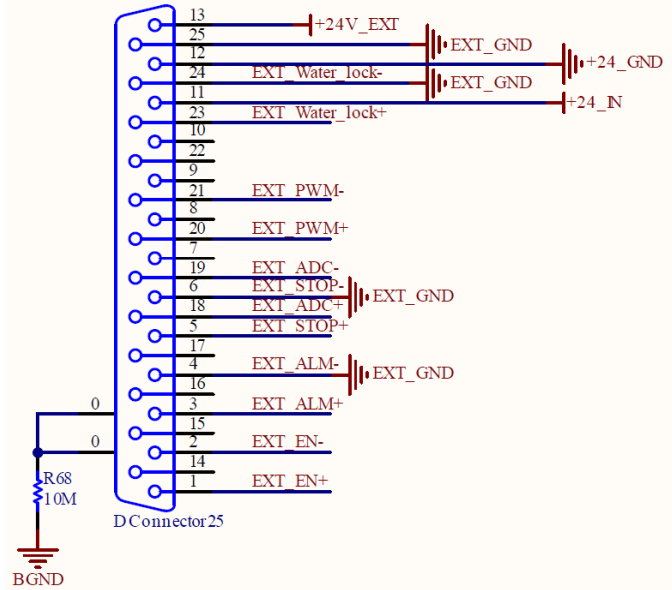 13 +24V_EXT
25 EXT_GND
12 +24_GND
24 EXT_Water_lock- EXT_GND
11 +24_IN
23 EXT_Water_lock+
10
22
9
21 EXT_PWM-
8
20 EXT_PWM+
7
19 EXT_ADC-
6 EXT_STOP- EXT_GND
18 EXT_ADC+
5 EXT_STOP+
17
4 EXT_ALM- EXT_GND
16
0 3 EXT_ALM+
15
0 2 EXT_EN-
14
R68
10M
1 EXT_EN+
DConnector25
BGND